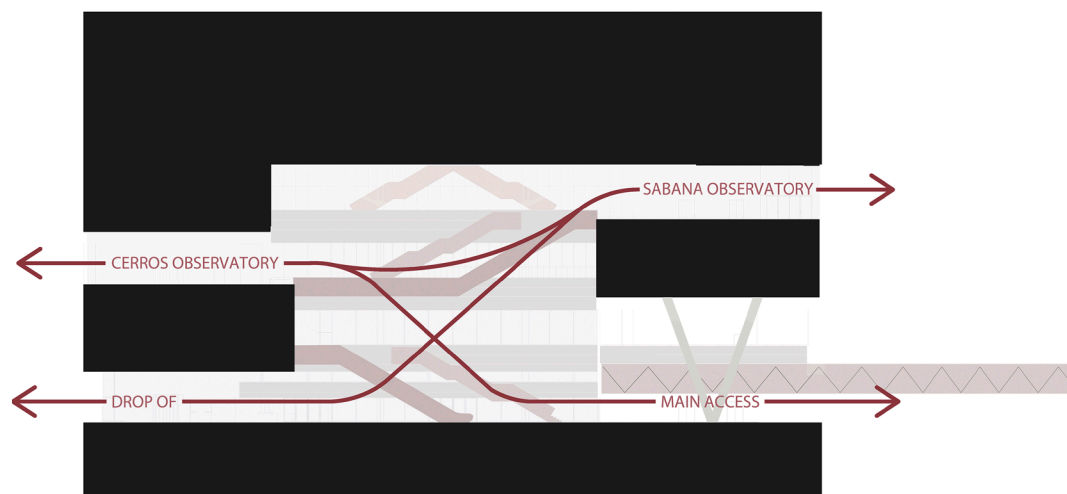 SABANA OBSERVATORY
CERROS OBSERVATORY
DROP OF
MAIN ACCESS